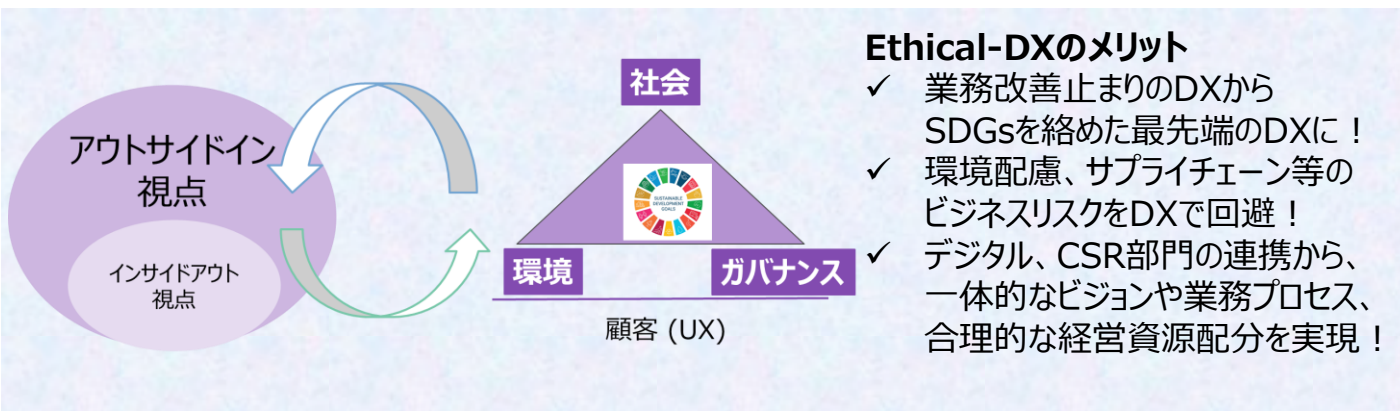 アウトサイドイン
視点
インサイドアウト
視点
社会
SUSTAINABLE
DEVELOPMENT
GOALS
環境
ガバナンス
顧客 (UX)
Ethical-DXのメリット
✓ 業務改善止まりのDXから
SDGsを絡めた最先端のDXに！
✓ 環境配慮、サプライチェーン等の
ビジネスリスクをDXで回避！
✓ デジタル、CSR部門の連携から、
一体的なビジョンや業務プロセス、
合理的な経営資源配分を実現！